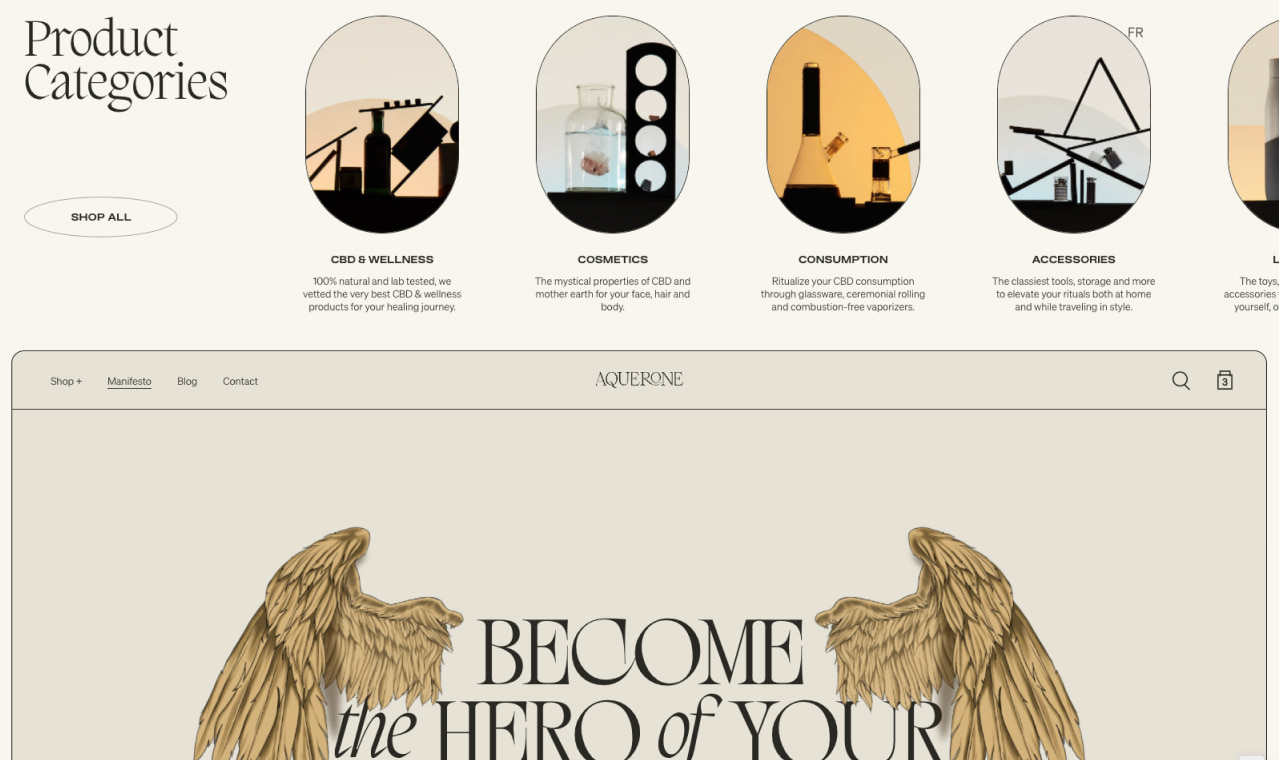 Product
Categories
SHOP ALL
FR
CBD & WELLNESS
100% natural and lab tested, we
vetted the very best CBD & wellness
products for your healing journey.
COSMETICS
The mystical properties of CBD and
mother earth for your face, hair and
body.
CONSUMPTION
Ritualize your CBD consumption
through glassware, ceremonial rolling
and combustion-free vaporizers.
ACCESSORIES
The classiest tools, storage and more
to elevate your rituals both at home
and while traveling in style.
The toys,
accessories
Shop +
Manifesto
Blog
Contact
AQUERONE
3
BECOME
the HERO of YOUR